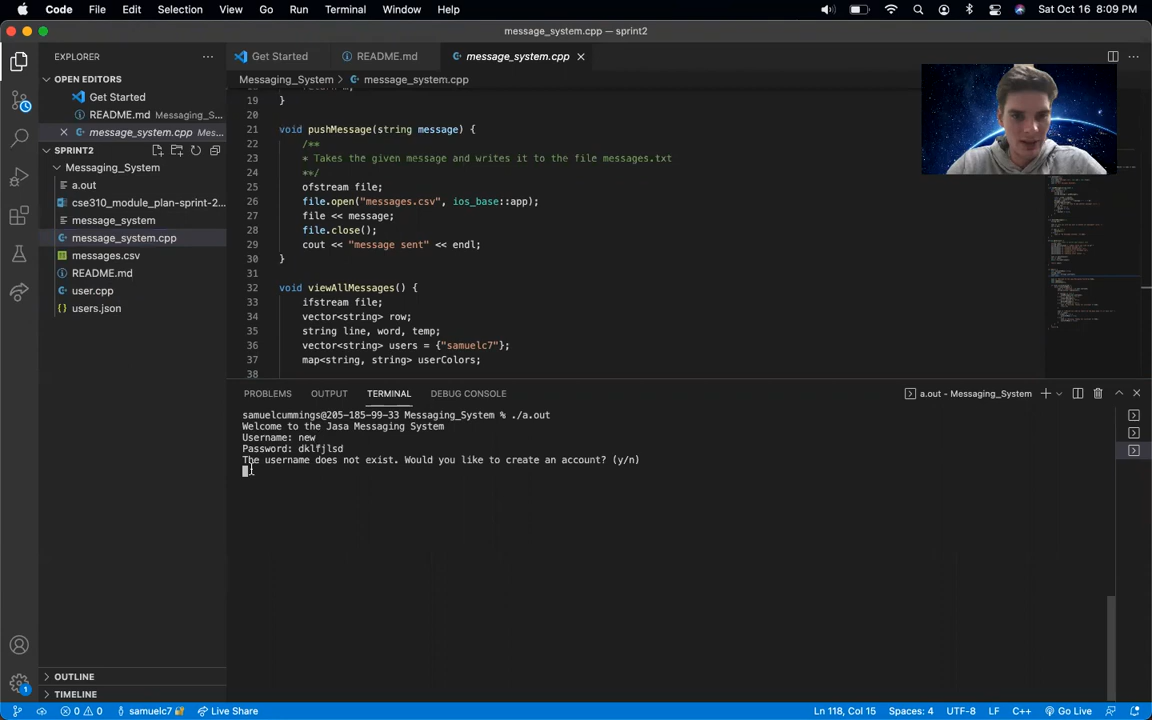 Code File Edit Selection View Go Run Terminal Window Help Sat Oct 16 8:09 PM
message_system.cpp — sprint2
EXPLORER
Get Started
README.md
message_system.cpp
OPEN EDITORS
Messaging_System > message_system.cpp
Get Started
README.md Messaging_S...
message_system.cpp Mes...
SPRINT2
Messaging_System
a.out
cse310_module_plan-sprint-2...
message_system
message_system.cpp
messages.csv
README.md
user.cpp
users.json
OUTLINE
TIMELINE
19 }
20
21 void pushMessage(string message) {
22 /**
23 * Takes the given message and writes it to the file messages.txt
24 **/
25 ofstream file;
26 file.open("messages.csv", ios_base::app);
27 file << message;
28 file.close();
29 cout << "message sent" << endl;
30 }
31
32 void viewAllMessages() {
33 ifstream file;
34 vector<string> row;
35 string line, word, temp;
36 vector<string> users = {"samuelc7"};
37 map<string, string> userColors;
38
PROBLEMS OUTPUT TERMINAL DEBUG CONSOLE
a.out - Messaging_System
samuelcummings@205-185-99-33 Messaging_System % ./a.out
Welcome to the Jasa Messaging System
Username: new
Password: dklfjlsd
The username does not exist. Would you like to create an account? (y/n)
1
0 0 samuelc7 Live Share
Ln 118, Col 15 Spaces: 4 UTF-8 LF C++ Go Live